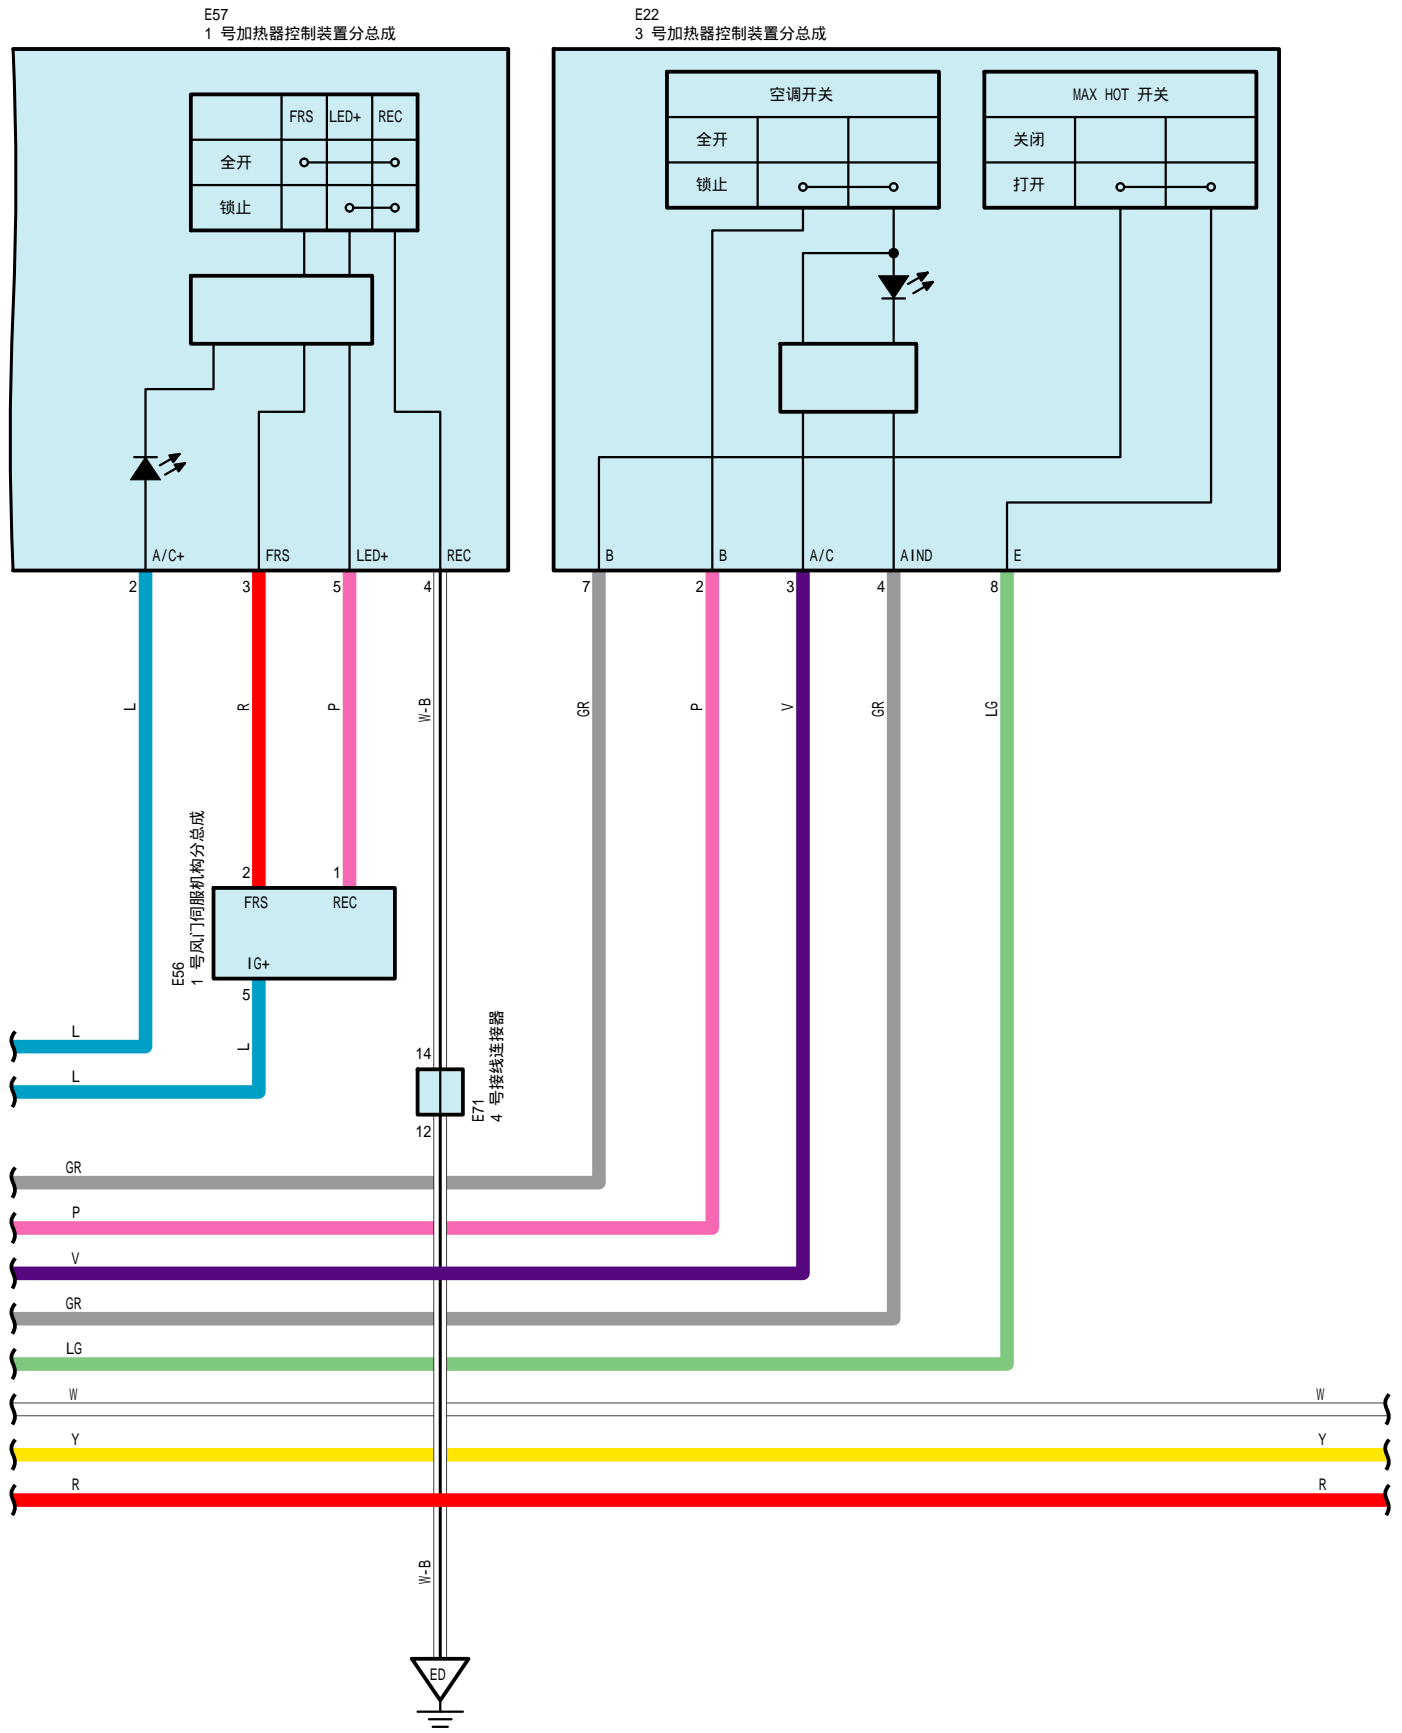 E57
1 号加热器控制装置分总成
E22
3 号加热器控制装置分总成
FRS LED+ REC
全开
锁止
空调开关
全开
锁止
MAX HOT 开关
关闭
打开
A/C+ FRS LED+ REC
B B A/C AIND E
2 3 5 4
7 2 3 4 8
L R P W-B
GR P V GR LG
E56
1 号风门伺服机构分总成
2 1
FRS REC
IG+
5
L
L
L
14
E71
4 号接线连接器
12
GR
P
V
GR
LG
W W
Y Y
R R
W-B
ED